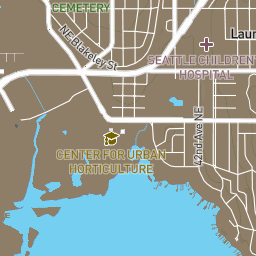 CEMETERY
NE Blakeley St
Laur
SEATTLE CHILDREN'
HOSPITAL
42nd Ave NE
CENTER FOR URBAN
HORTICULTURE